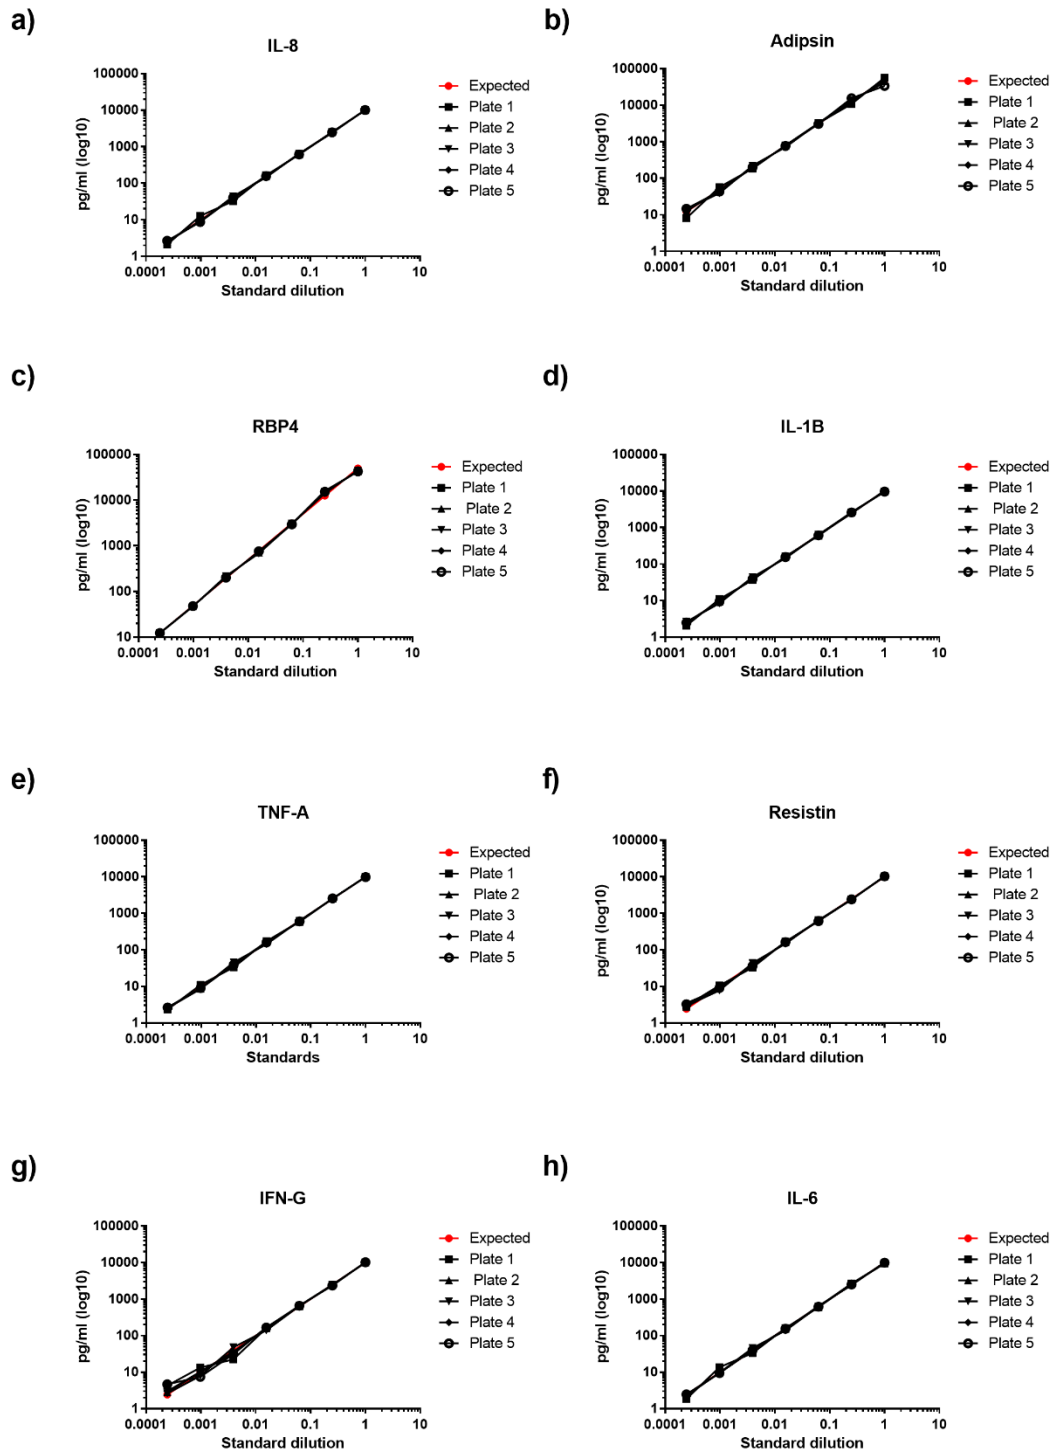 a)
IL-8
100000
10000
1000
100
10
1
pg/ml (log10)
0.0001 0.001 0.01 0.1 1 10
Standard dilution
Expected
Plate 1
Plate 2
Plate 3
Plate 4
Plate 5
b)
Adipsin
100000
10000
1000
100
10
1
pg/ml (log10)
0.0001 0.001 0.01 0.1 1 10
Standard dilution
Expected
Plate 1
Plate 2
Plate 3
Plate 4
Plate 5
c)
RBP4
100000
10000
1000
100
10
pg/ml (log10)
0.0001 0.001 0.01 0.1 1 10
Standard dilution
Expected
Plate 1
Plate 2
Plate 3
Plate 4
Plate 5
d)
IL-1B
100000
10000
1000
100
10
1
pg/ml (log10)
0.0001 0.001 0.01 0.1 1 10
Standard dilution
Expected
Plate 1
Plate 2
Plate 3
Plate 4
Plate 5
e)
TNF-A
100000
10000
1000
100
10
1
pg/ml (log10)
0.0001 0.001 0.01 0.1 1 10
Standards
Expected
Plate 1
Plate 2
Plate 3
Plate 4
Plate 5
f)
Resistin
100000
10000
1000
100
10
1
pg/ml (log10)
0.0001 0.001 0.01 0.1 1 10
Standard dilution
Expected
Plate 1
Plate 2
Plate 3
Plate 4
Plate 5
g)
IFN-G
100000
10000
1000
100
10
1
pg/ml (log10)
0.0001 0.001 0.01 0.1 1 10
Standard dilution
Expected
Plate 1
Plate 2
Plate 3
Plate 4
Plate 5
h)
IL-6
100000
10000
1000
100
10
1
pg/ml (log10)
0.0001 0.001 0.01 0.1 1 10
Standard dilution
Expected
Plate 1
Plate 2
Plate 3
Plate 4
Plate 5